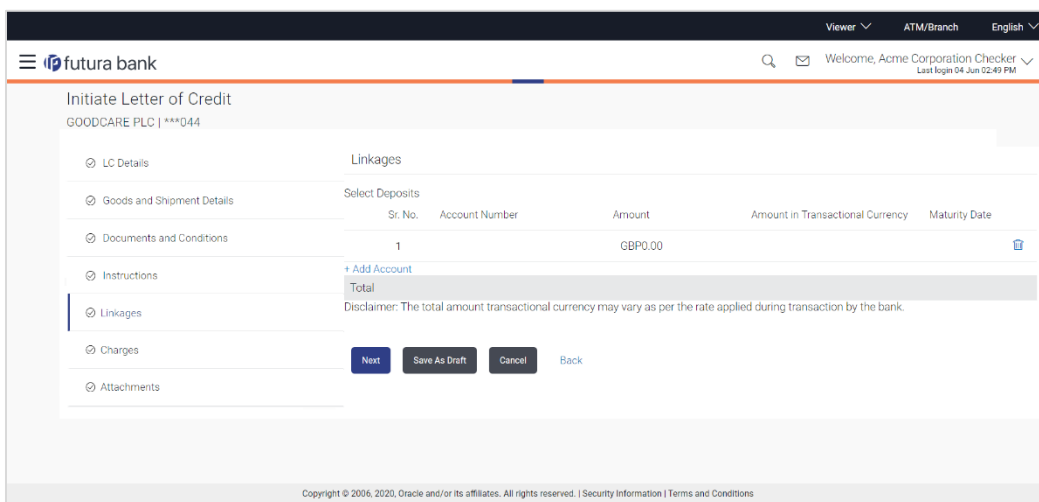 Viewer ATM/Branch English
futura bank
Welcome, Acme Corporation Checker
Last login 04 Jun 02:49 PM
Initiate Letter of Credit
GOODCARE PLC | ***044
LC Details
Goods and Shipment Details
Documents and Conditions
Instructions
Linkages
Charges
Attachments
Linkages
Select Deposits
Sr. No. Account Number Amount Amount in Transactional Currency Maturity Date
1 GBP0.00
+ Add Account
Total
Disclaimer: The total amount transactional currency may vary as per the rate applied during transaction by the bank.
Next Save As Draft Cancel Back
Copyright © 2006, 2020, Oracle and/or its affiliates. All rights reserved. | Security Information | Terms and Conditions